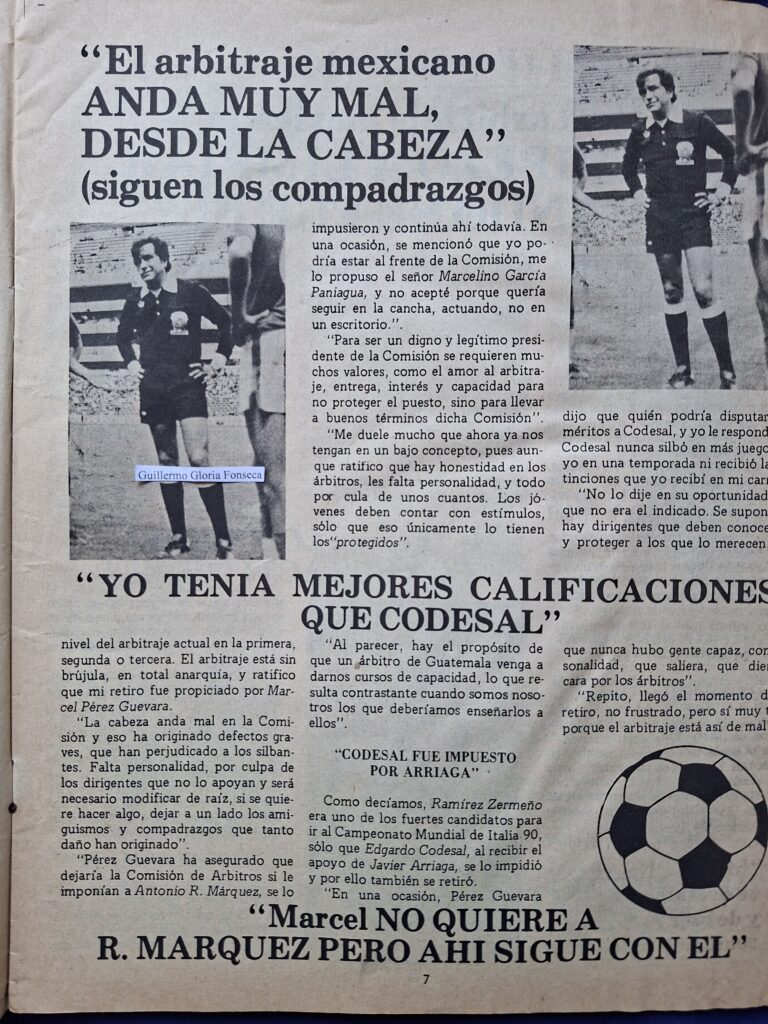 “El arbitraje mexicano
ANDA MUY MAL,
DESDE LA CABEZA”
(siguen los compadrazgos)
Guillermo Gloria Fonseca
impusieron y continúa ahí todavía. En
una ocasión, se mencionó que yo po-
dría estar al frente de la Comisión, me
lo propuso el señor Marcelino García
Paniagua, y no acepté porque quería
seguir en la cancha, actuando, no en
un escritorio.”.
“Para ser un digno y legítimo presi-
dente de la Comisión se requieren mu-
chos valores, como el amor al arbitra-
je, entrega, interés y capacidad para
no proteger el puesto, sino para llevar
a buenos términos dicha Comisión”.
“Me duele mucho que ahora ya nos
tengan en un bajo concepto, pues aun-
que ratifico que hay honestidad en los
árbitros, les falta personalidad, y todo
por cula de unos cuantos. Los jó-
venes deben contar con estímulos,
sólo que eso únicamente lo tienen
los“protegidos”.
dijo que quién podría disputar
méritos a Codesal, y yo le respond
Codesal nunca silbó en más juego
yo en una temporada ni recibió la
tinciones que yo recibí en mi carr
“No lo dije en su oportunidad
que no era el indicado. Se supon
hay dirigentes que deben conoce
y proteger a los que lo merecen
“YO TENIA MEJORES CALIFICACIONES
QUE CODESAL”
nivel del arbitraje actual en la primera,
segunda o tercera. El arbitraje está sin
brújula, en total anarquía, y ratifico
que mi retiro fue propiciado por Mar-
cel Pérez Guevara.
“La cabeza anda mal en la Comi-
sión y eso ha originado defectos gra-
ves, que han perjudicado a los silban-
tes. Falta personalidad, por culpa de
los dirigentes que no lo apoyan y será
necesario modificar de raíz, si se quie-
re hacer algo, dejar a un lado los ami-
guismos y compadrazgos que tanto
daño han originado”.
“Pérez Guevara ha asegurado que
dejaría la Comisión de Arbitros si le
imponían a Antonio R. Márquez, se lo
“Al parecer, hay el propósito de
que un árbitro de Guatemala venga a
darnos cursos de capacidad, lo que re-
sulta contrastante cuando somos noso-
tros los que deberíamos enseñarlos a
ellos”.
“CODESAL FUE IMPUESTO
POR ARRIAGA”
Como decíamos, Ramírez Zermeño
era uno de los fuertes candidatos para
ir al Campeonato Mundial de Italia 90,
sólo que Edgardo Codesal, al recibir el
apoyo de Javier Arriaga, se lo impidió
y por ello también se retiró.
“En una ocasión, Pérez Guevara
que nunca hubo gente capaz, con
sonalidad, que saliera, que dier
cara por los árbitros”.
“Repito, llegó el momento d
retiro, no frustrado, pero sí muy t
porque el arbitraje está así de mal
“Marcel NO QUIERE A
R. MARQUEZ PERO AHI SIGUE CON EL”
7